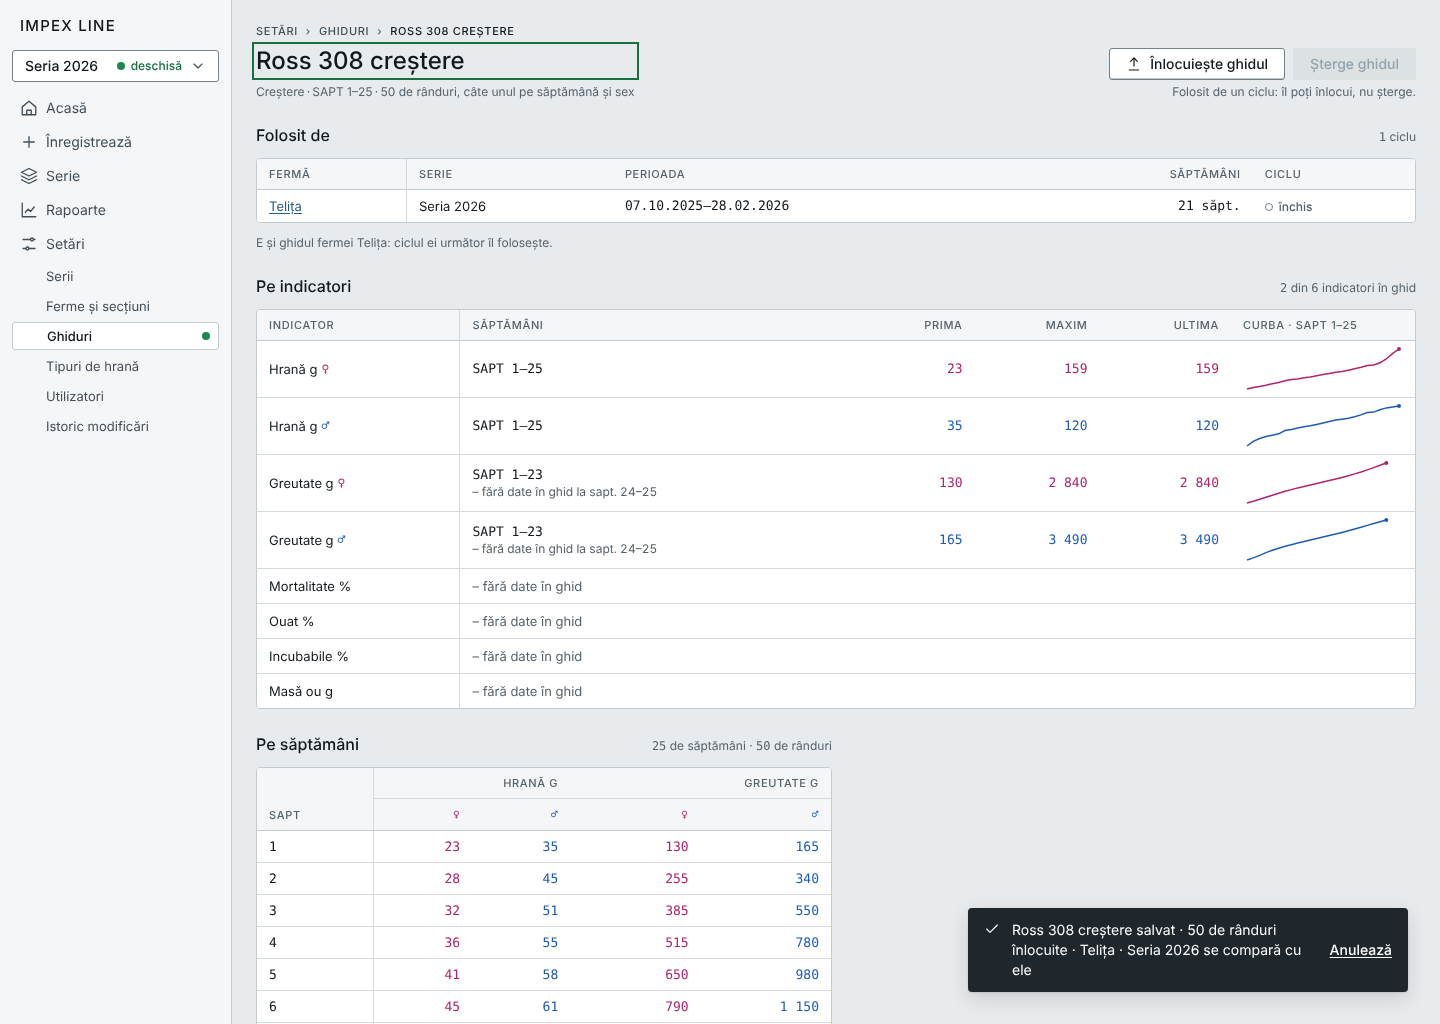 IMPEX LINE
Seria 2026 deschisă
Acasă
Înregistrează
Serie
Rapoarte
Setări
Serii
Ferme și secțiuni
Ghiduri
Tipuri de hrană
Utilizatori
Istoric modificări
SETĂRI › GHIDURI › ROSS 308 CREȘTERE
Ross 308 creștere
Creștere · SAPT 1–25 · 50 de rânduri, câte unul pe săptămână și sex
Înlocuiește ghidul
Șterge ghidul
Folosit de un ciclu: îl poți înlocui, nu șterge.
Folosit de
1 ciclu
FERMĂ SERIE PERIOADA SĂPTĂMÂNI CICLU
Telița Seria 2026 07.10.2025–28.02.2026 21 săpt. închis
E și ghidul fermei Telița: ciclul ei următor îl folosește.
Pe indicatori
2 din 6 indicatori în ghid
INDICATOR SĂPTĂMÂNI PRIMA MAXIM ULTIMA CURBA · SAPT 1–25
Hrană g ♀ SAPT 1–25 23 159 159
Hrană g ♂ SAPT 1–25 35 120 120
Greutate g ♀ SAPT 1–23 130 2 840 2 840
– fără date în ghid la sapt. 24–25
Greutate g ♂ SAPT 1–23 165 3 490 3 490
– fără date în ghid la sapt. 24–25
Mortalitate % – fără date în ghid
Ouat % – fără date în ghid
Incubabile % – fără date în ghid
Masă ou g – fără date în ghid
Pe săptămâni
25 de săptămâni · 50 de rânduri
HRANĂ G GREUTATE G
SAPT ♀ ♂ ♀ ♂
1 23 35 130 165
2 28 45 255 340
3 32 51 385 550
4 36 55 515 780
5 41 58 650 980
6 45 61 790 1 150
Ross 308 creștere salvat · 50 de rânduri
înlocuite · Telița · Seria 2026 se compară cu
ele
Anulează